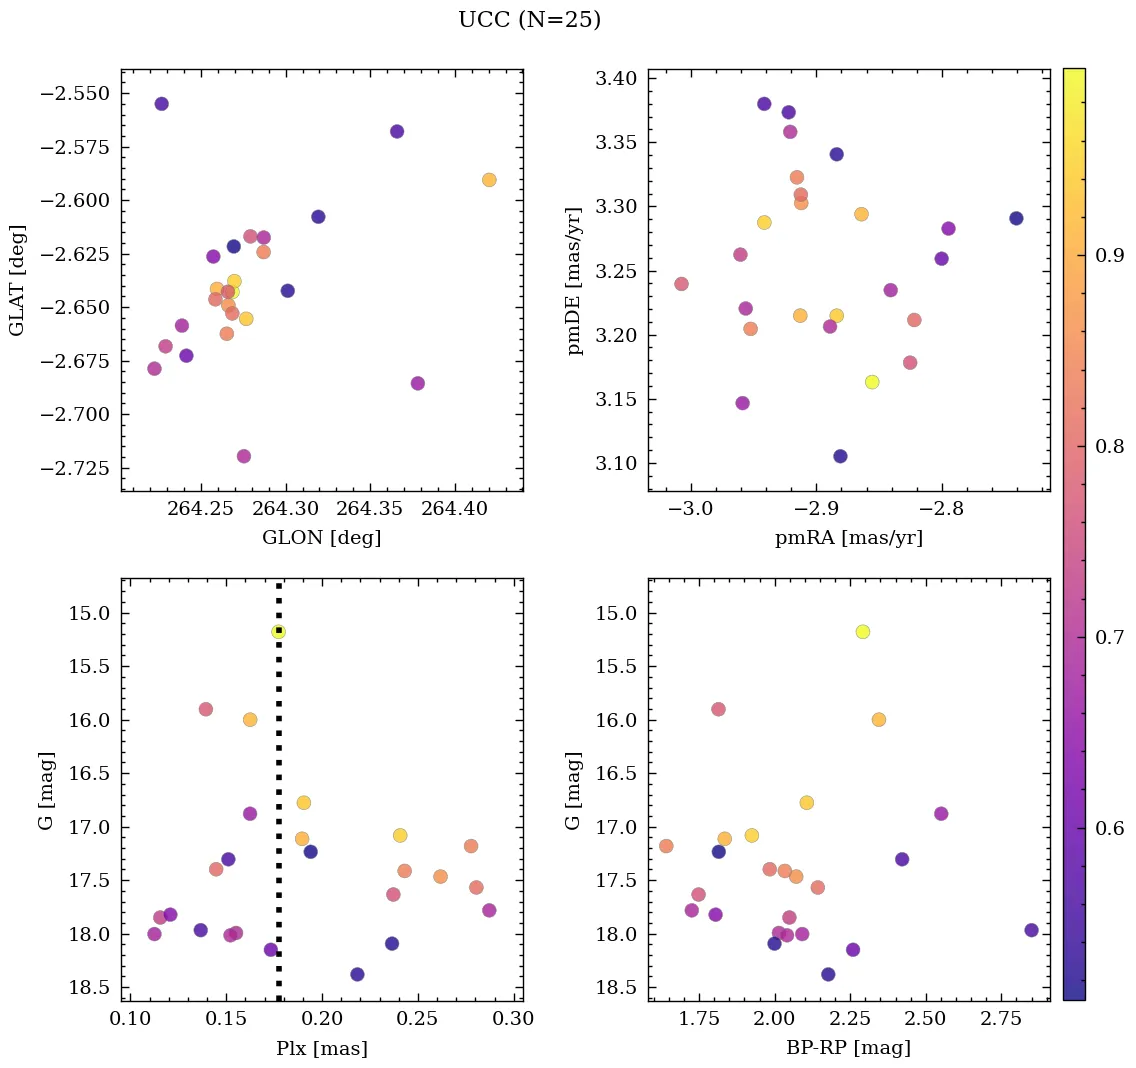 UCC (N=25)
−2.550
−2.575
−2.600
−2.625
−2.650
−2.675
−2.700
−2.725
GLAT [deg]
264.25 264.30 264.35 264.40
GLON [deg]
3.40
3.35
3.30
3.25
3.20
3.15
3.10
pmDE [mas/yr]
−3.0 −2.9 −2.8
pmRA [mas/yr]
15.0
15.5
16.0
16.5
17.0
17.5
18.0
18.5
G [mag]
0.10 0.15 0.20 0.25 0.30
Plx [mas]
15.0
15.5
16.0
16.5
17.0
17.5
18.0
18.5
G [mag]
1.75 2.00 2.25 2.50 2.75
BP-RP [mag]
0.9
0.8
0.7
0.6